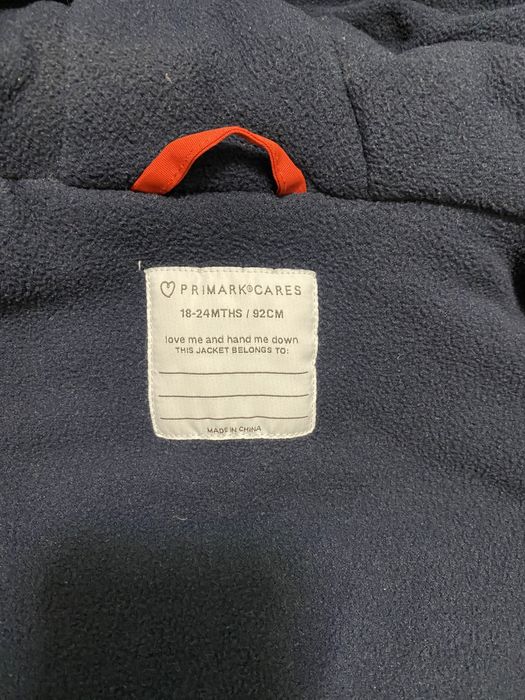 ♡ PRIMARK®CARES
18-24MTHS / 92CM
love me and hand me down
THIS JACKET BELONGS TO:
MADE IN CHINA